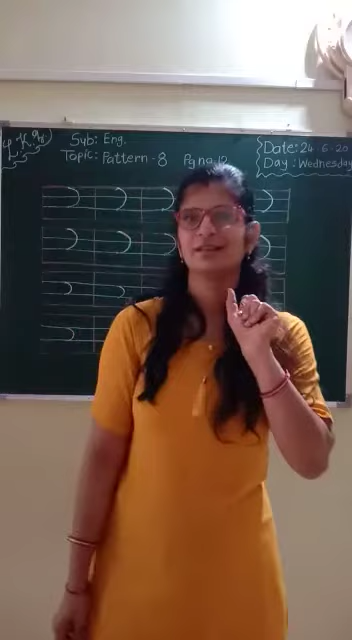 Sub: Eng.
Topic: Pattern-8 Pg no-12
Date: 24-6-20
Day: Wednesday